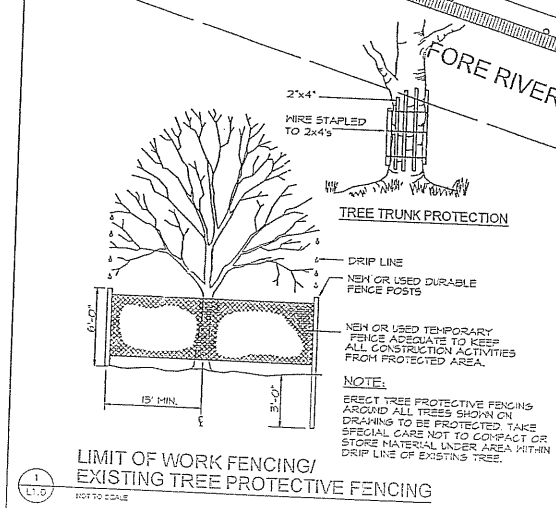 FORE RIVER
2"x4"
WIRE STAPLED
TO 2x4's
TREE TRUNK PROTECTION
DRIP LINE
NEW OR USED DURABLE
FENCE POSTS
NEW OR USED TEMPORARY
FENCE ADEQUATE TO KEEP
ALL CONSTRUCTION ACTIVITIES
FROM PROTECTED AREA.
6'-0"
15' MIN.
3'-0"
NOTE:
ERECT TREE PROTECTIVE FENCING
AROUND ALL TREES SHOWN ON
DRAWING TO BE PROTECTED. TAKE
SPECIAL CARE NOT TO COMPACT OR
STORE MATERIAL UNDER AREA WITHIN
DRIP LINE OF EXISTING TREE.
1
L1.0
LIMIT OF WORK FENCING/
EXISTING TREE PROTECTIVE FENCING
NOT TO SCALE